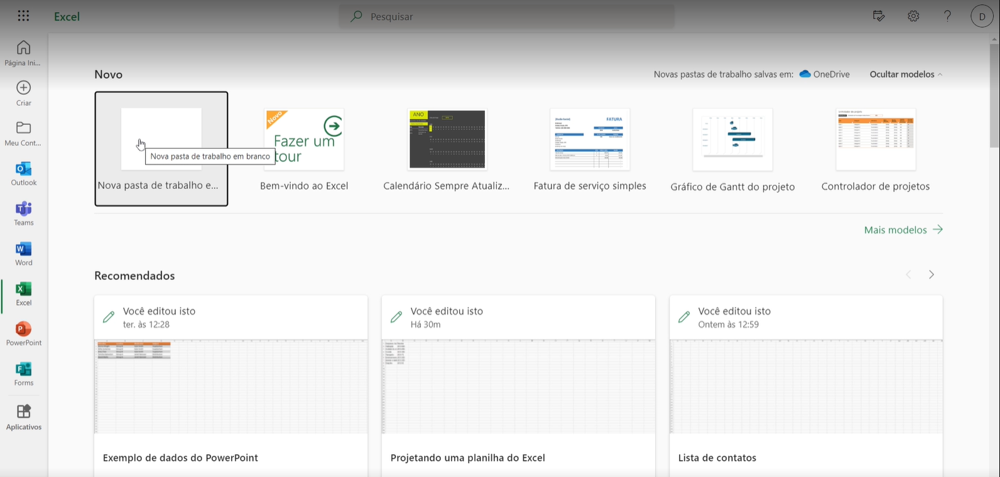 Excel
Pesquisar
D
Página Ini...
Criar
Meu Cont...
Outlook
Teams
Word
Excel
PowerPoint
Forms
Aplicativos
Novo
Novas pastas de trabalho salvas em: OneDrive
Ocultar modelos
Nova pasta de trabalho em branco
Nova pasta de trabalho e...
Novo
Fazer um
tour
Bem-vindo ao Excel
ANO
Calendário Sempre Atualiz...
FATURA
Fatura de serviço simples
Gráfico de Gantt do projeto
Controlador de projetos
Mais modelos
Recomendados
Você editou isto
ter. às 12:28
Exemplo de dados do PowerPoint
Você editou isto
Há 30m
Projetando uma planilha do Excel
Você editou isto
Ontem às 12:59
Lista de contatos